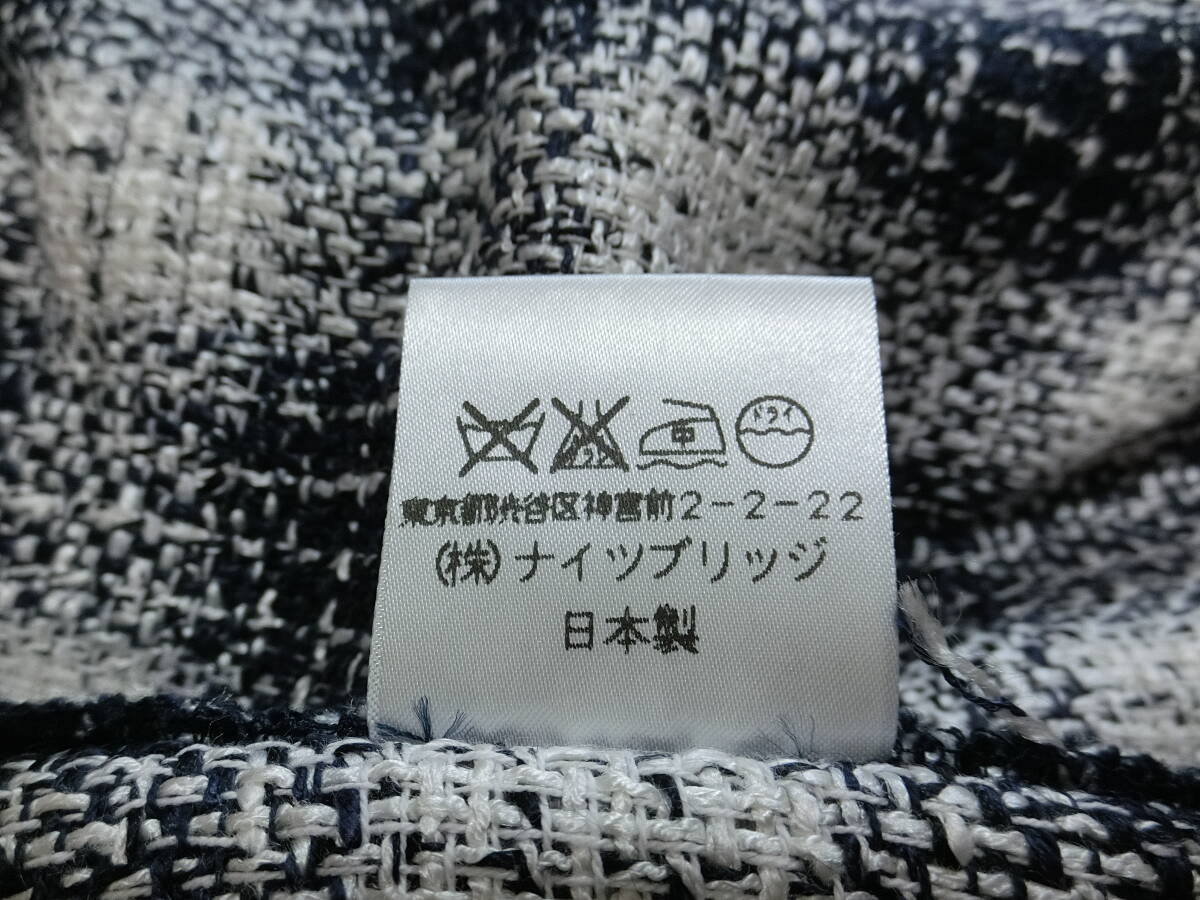 中 ドライ
東京都渋谷区神宮前2-2-22
(株)ナイツブリッジ
日本製